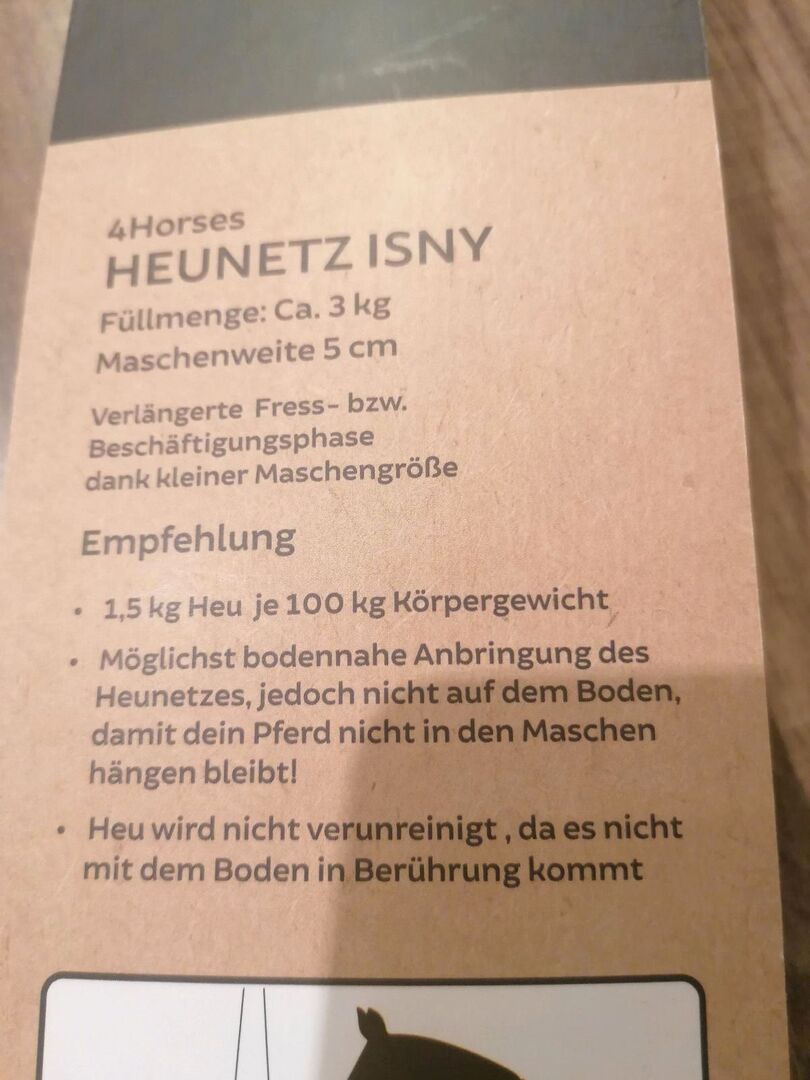 4Horses
HEUNETZ ISNY
Füllmenge: Ca. 3 kg
Maschenweite 5 cm
Verlängerte Fress- bzw.
Beschäftigungsphase
dank kleiner Maschengröße
Empfehlung
• 1,5 kg Heu je 100 kg Körpergewicht
• Möglichst bodennahe Anbringung des
Heunetzes, jedoch nicht auf dem Boden,
damit dein Pferd nicht in den Maschen
hängen bleibt!
• Heu wird nicht verunreinigt , da es nicht
mit dem Boden in Berührung kommt